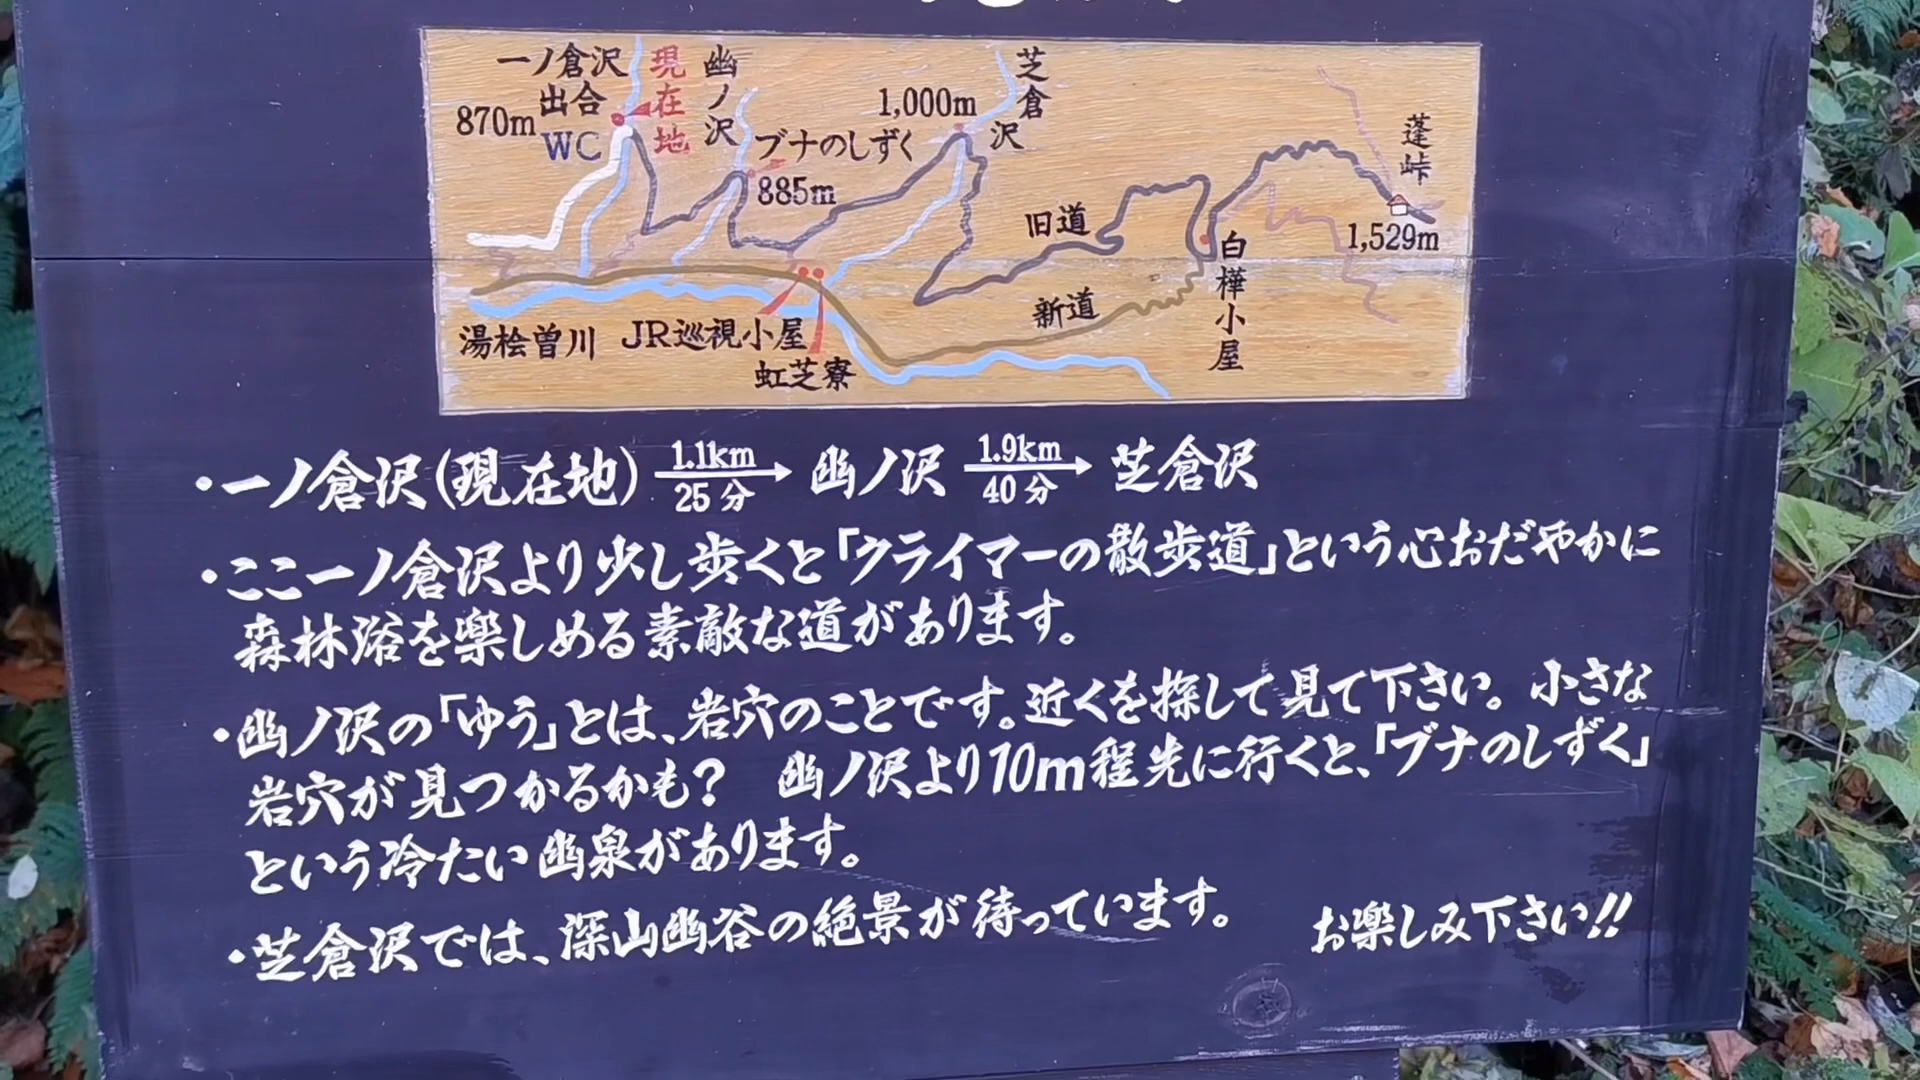 一ノ倉沢
出合
870m
WC
現在地
幽ノ沢
ブナのしずく
885m
1,000m
芝倉沢
旧道
新道
白樺小屋
蓬峠
1,529m
湯桧曽川
JR巡視小屋
虹芝寮
・一ノ倉沢(現在地) 1.1km 25分 → 幽ノ沢 1.9km 40分 → 芝倉沢
・ここ一ノ倉沢より少し歩くと「クライマーの散歩道」という心おだやかに
森林浴を楽しめる素敵な道があります。
・幽ノ沢の「ゆう」とは、岩穴のことです。近くを探して見て下さい。小さな
岩穴が見つかるかも? 幽ノ沢より10m程先に行くと、「ブナのしずく」
という冷たい幽泉があります。
・芝倉沢では、深山幽谷の絶景が待っています。 お楽しみ下さい!!